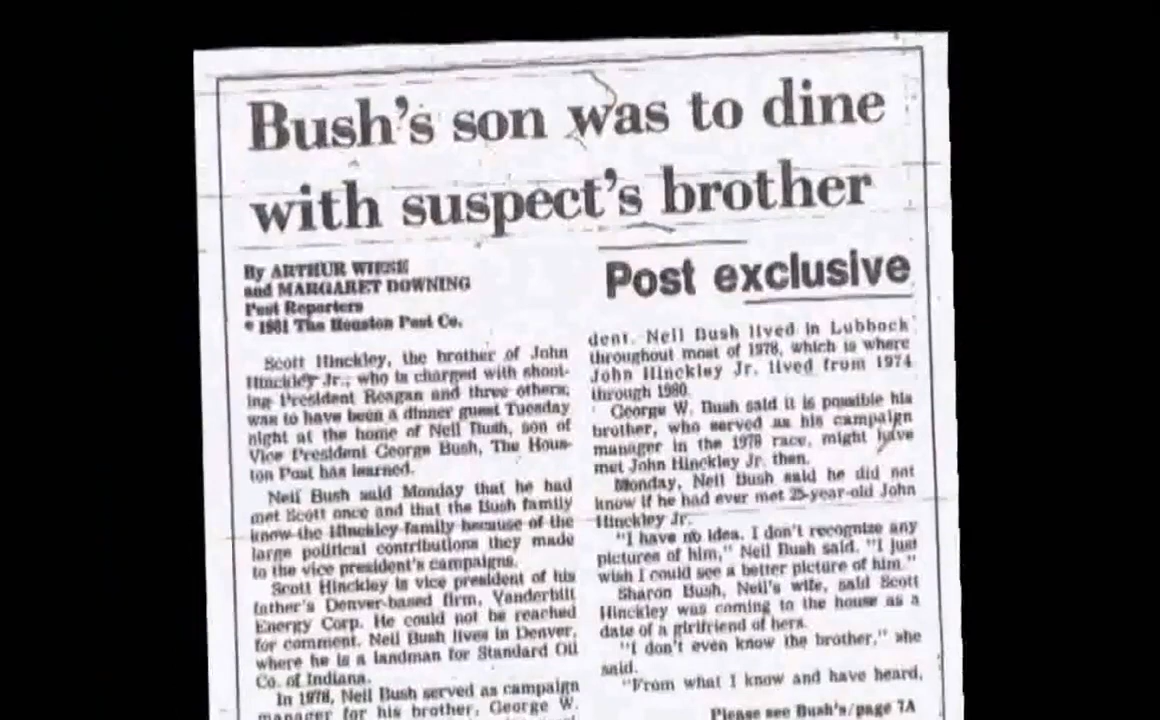 Bush's son was to dine
with suspect's brother
By ARTHUR WIESE
and MARGARET DOWNING
Post Reporters
© 1981 The Houston Post Co.
Post exclusive
Scott Hinckley, the brother of John
Hinckley Jr., who is charged with shoot-
ing President Reagan and three others,
was to have been a dinner guest Tuesday
night at the home of Neil Bush, son of
Vice President George Bush, The Hous-
ton Post has learned.
Neil Bush said Monday that he had
met Scott once and that the Bush family
know the Hinckley family because of the
large political contributions they made
to the vice president's campaigns.
Scott Hinckley is vice president of his
father's Denver-based firm, Vanderbilt
Energy Corp. He could not be reached
for comment. Neil Bush lives in Denver,
where he is a landman for Standard Oil
Co. of Indiana.
In 1978, Neil Bush served as campaign
manager for his brother, George W.
dent. Neil Bush lived in Lubbock
throughout most of 1978, which is where
John Hinckley Jr. lived from 1974
through 1980.
George W. Bush said it is possible his
brother, who served as his campaign
manager in the 1978 race, might have
met John Hinckley Jr. then.
Monday, Neil Bush said he did not
know if he had ever met 25-year-old John
Hinckley Jr.
"I have no idea. I don't recognize any
pictures of him," Neil Bush said. "I just
wish I could see a better picture of him."
Sharon Bush, Neil's wife, said Scott
Hinckley was coming to the house as a
date of a girlfriend of hers.
"I don't even know the brother," she
said.
"From what I know and have heard,
Please see Bush's/page 7A